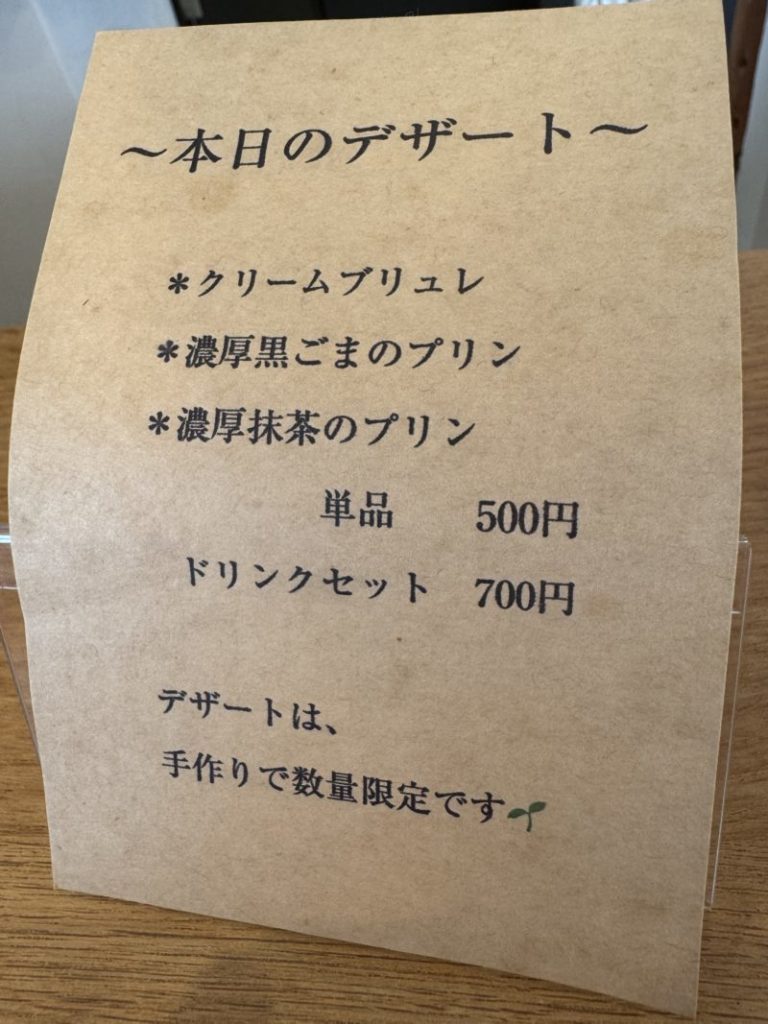 ～本日のデザート～
＊クリームブリュレ
＊濃厚黒ごまのプリン
＊濃厚抹茶のプリン
単品 500円
ドリンクセット 700円
デザートは、
手作りで数量限定です🌱